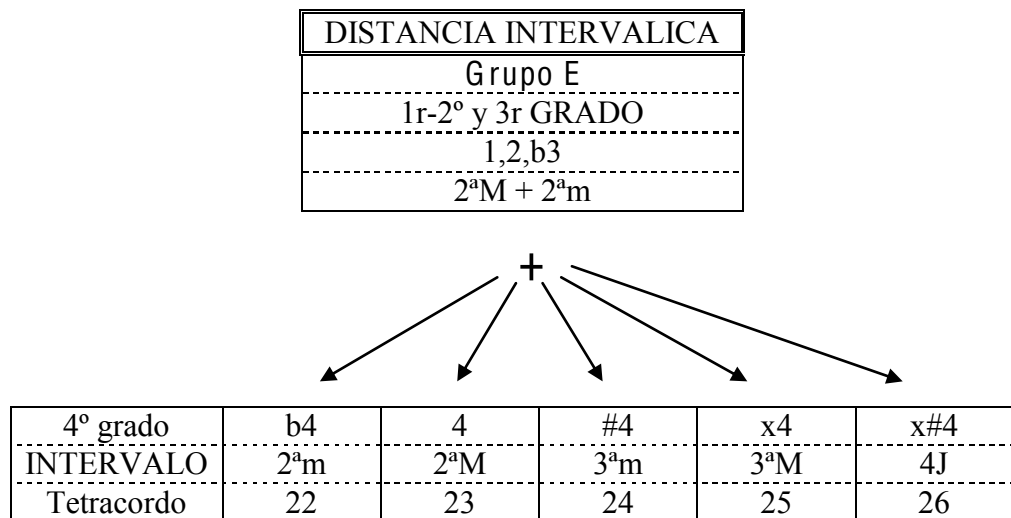 DISTANCIA INTERVALICA
Grupo E
1r-2º y 3r GRADO
1,2,b3
2ªM + 2ªm
+
4º grado b4 4 #4 x4 x#4
INTERVALO 2ªm 2ªM 3ªm 3ªM 4J
Tetracordo 22 23 24 25 26